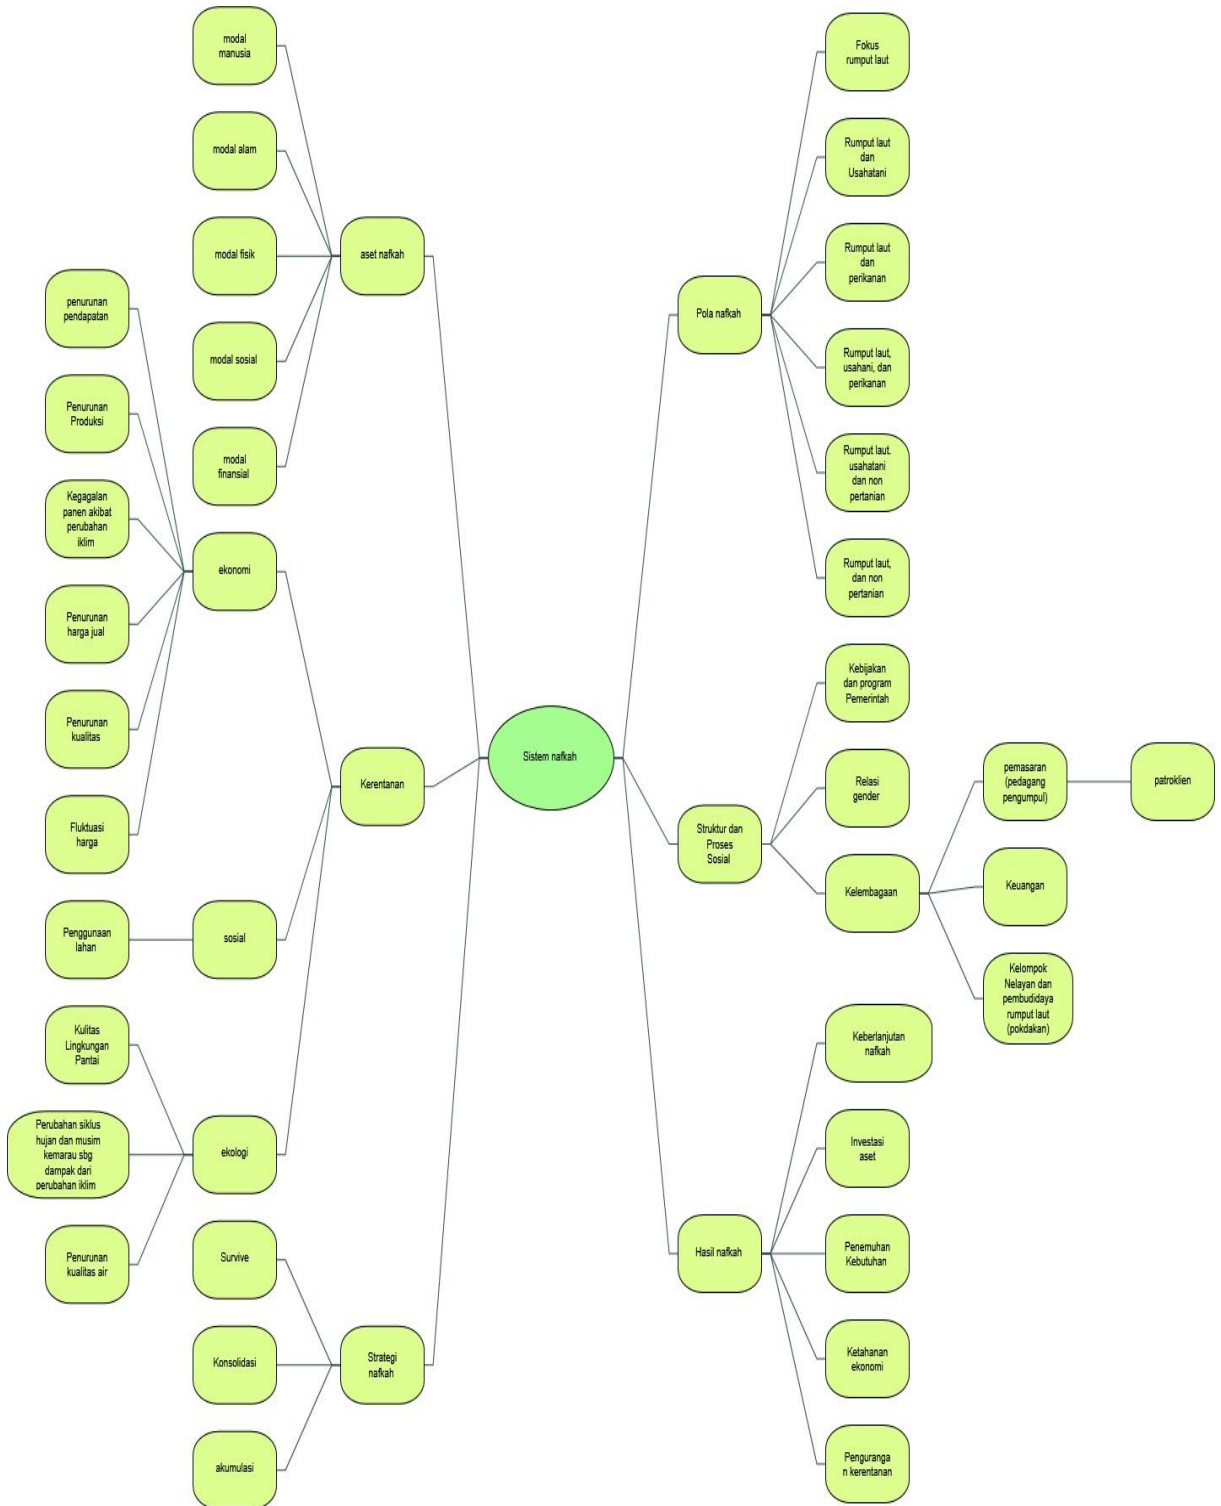 modal
manusia
modal alam
modal fisik
modal sosial
modal
finansial
aset nafkah
penurunan
pendapatan
Penurunan
Produksi
Kegagalan
panen akibat
perubahan
iklim
Penurunan
harga jual
Penurunan
kualitas
Fluktuasi
harga
ekonomi
Penggunaan
lahan
sosial
Kulitas
Lingkungan
Pantai
Perubahan siklus
hujan dan musim
kemarau sbg
dampak dari
perubahan iklim
Penurunan
kualitas air
ekologi
Kerentanan
Survive
Konsolidasi
akumulasi
Strategi
nafkah
Sistem nafkah
Pola nafkah
Fokus
rumput laut
Rumput laut
dan
Usahatani
Rumput laut
dan
perikanan
Rumput laut,
usahani, dan
perikanan
Rumput laut.
usahatani
dan non
pertanian
Rumput laut,
dan non
pertanian
Struktur dan
Proses
Sosial
Kebijakan
dan program
Pemerintah
Relasi
gender
Kelembagaan
pemasaran
(pedagang
pengumpul)
patroklien
Keuangan
Kelompok
Nelayan dan
pembudidaya
rumput laut
(pokdakan)
Hasil nafkah
Keberlanjutan
nafkah
Investasi
aset
Penemuhan
Kebutuhan
Ketahanan
ekonomi
Penguranga
n kerentanan